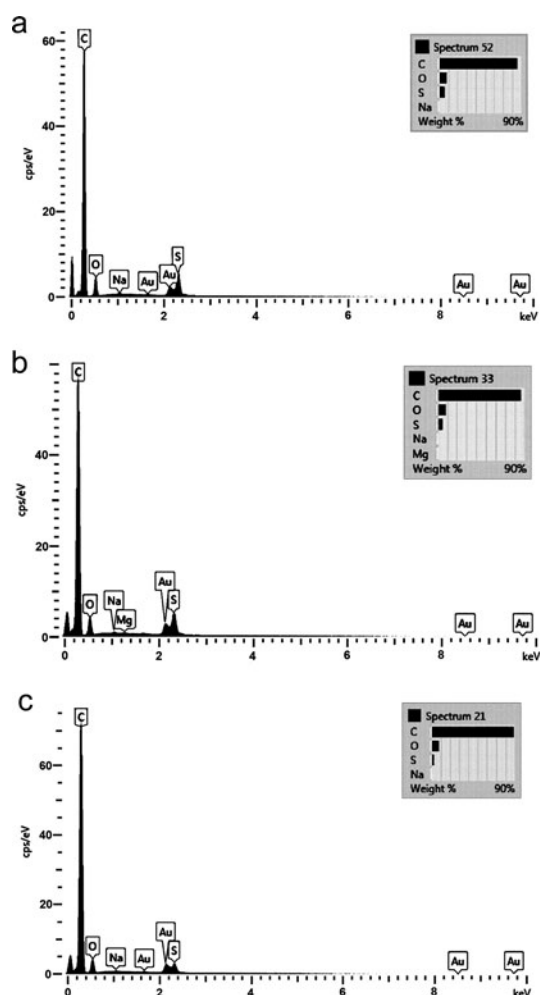 a
60
40
20
0
cps/eV
C
O
Na
Au
Au
S
Au
Au
0
2
4
6
8
keV
Spectrum 52
C
O
S
Na
Weight % 90%
b
60
40
20
0
cps/eV
C
O
Na
Mg
Au
S
Au
Au
0
2
4
6
8
keV
Spectrum 33
C
O
S
Na
Mg
Weight % 90%
c
60
40
20
0
cps/eV
C
O
Na
Au
Au
S
Au
Au
0
2
4
6
8
keV
Spectrum 21
C
O
S
Na
Weight % 90%